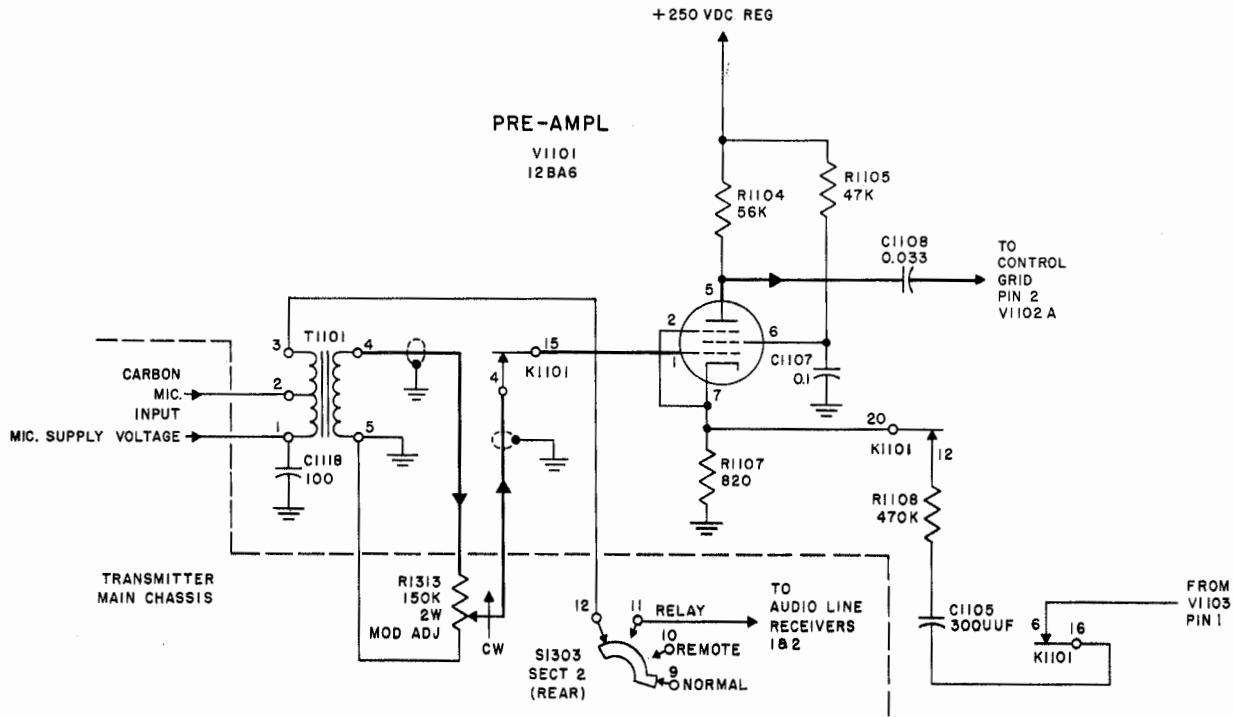 +250 VDC REG
PRE-AMPL
V1101
12BA6
R1104
56K
R1105
47K
C1108
0.033
TO
CONTROL
GRID
PIN 2
V1102A
5
2
6
1
7
C1107
0.1
3
T1101
4
15
K1101
4
CARBON
MIC.
INPUT
2
MIC. SUPPLY VOLTAGE
1
5
C1118
100
R1107
820
20
K1101
12
R1108
470K
TRANSMITTER
MAIN CHASSIS
R1313
150K
2W
MOD ADJ
CW
12
11
RELAY
TO
AUDIO LINE
RECEIVERS
1&2
10
REMOTE
9
NORMAL
S1303
SECT 2
(REAR)
C1105
300UUF
6
16
K1101
FROM
V1103
PIN 1